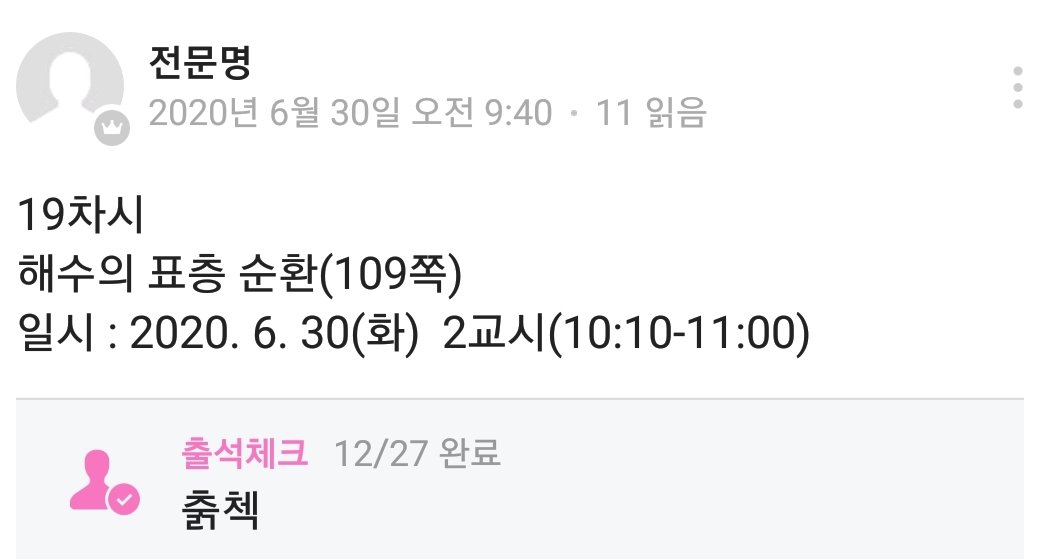 전문명
2020년 6월 30일 오전 9:40 · 11 읽음
19차시
해수의 표층 순환(109쪽)
일시 : 2020. 6. 30(화)  2교시(10:10-11:00)
출석체크 12/27 완료
춝첵